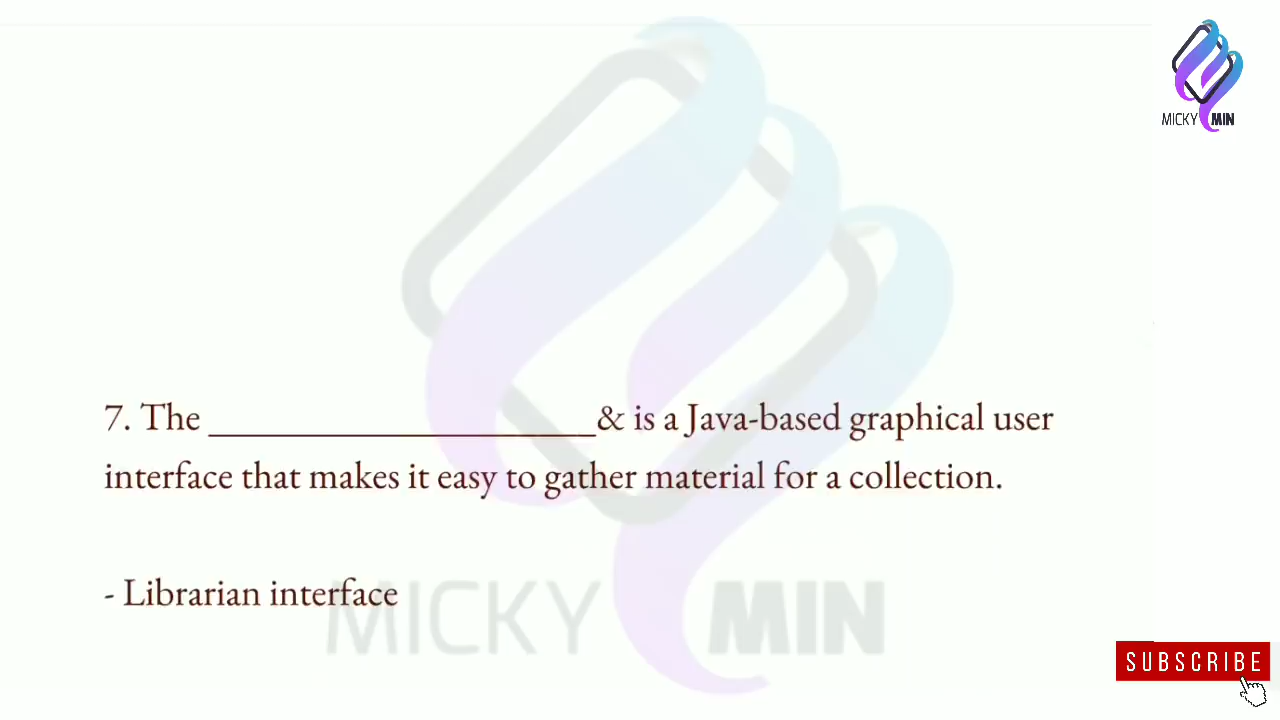 MICKY MIN
7. The ____________________& is a Java-based graphical user
interface that makes it easy to gather material for a collection.
- Librarian interface
MICKY MIN
SUBSCRIBE